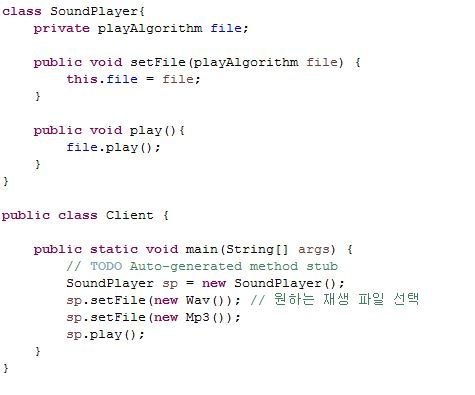 class SoundPlayer{
    private playAlgorithm file;
    public void setFile(playAlgorithm file) {
        this.file = file;
    }
    public void play(){
        file.play();
    }
}
public class Client {
    public static void main(String[] args) {
        // TODO Auto-generated method stub
        SoundPlayer sp = new SoundPlayer();
        sp.setFile(new Wav()); // 원하는 재생 파일 선택
        sp.setFile(new Mp3());
        sp.play();
    }
}